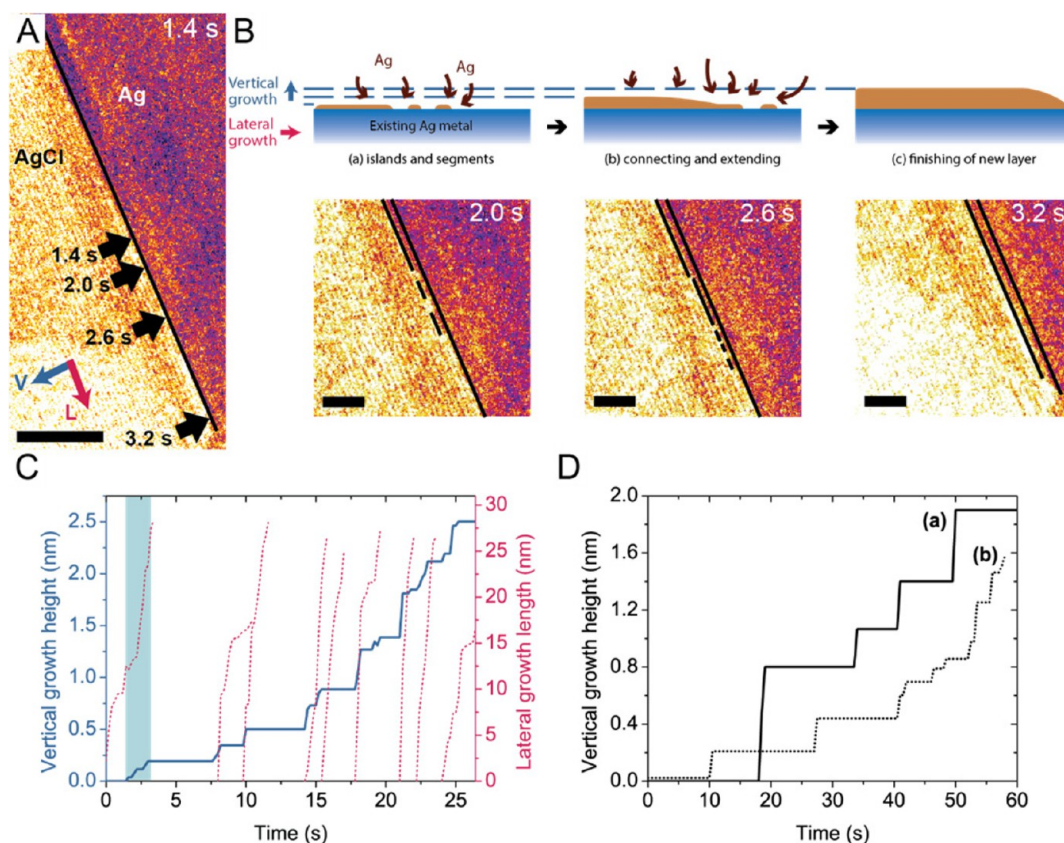 A
1.4 s
Ag
AgCl
1.4 s
2.0 s
2.6 s
3.2 s
V
L
B
Ag
Ag
Vertical
growth
Lateral
growth
Existing Ag metal
(a) islands and segments
(b) connecting and extending
(c) finishing of new layer
2.0 s
2.6 s
3.2 s
C
Vertical growth height (nm)
2.5
2.0
1.5
1.0
0.5
0.0
30
25
20
15
10
5
0
Lateral growth length (nm)
0
5
10
15
20
25
Time (s)
D
Vertical growth height (nm)
2.0
1.6
1.2
0.8
0.4
0.0
(a)
(b)
0
10
20
30
40
50
60
Time (s)